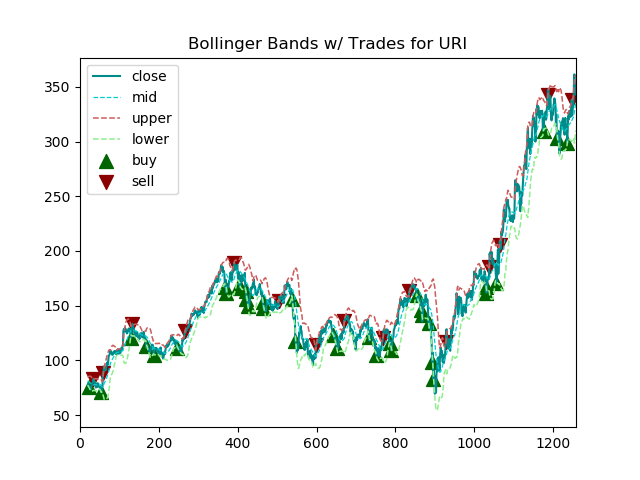 Bollinger Bands w/ Trades for URI
close
mid
upper
lower
buy
sell
350
300
250
200
150
100
50
0 200 400 600 800 1000 1200